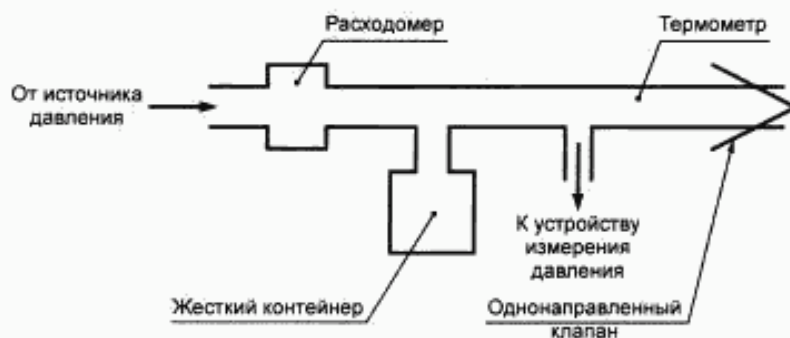 Расходомер
Термометр
От источника
давления
К устройству
измерения
давления
Жесткий контейнер
Однонаправленный
клапан